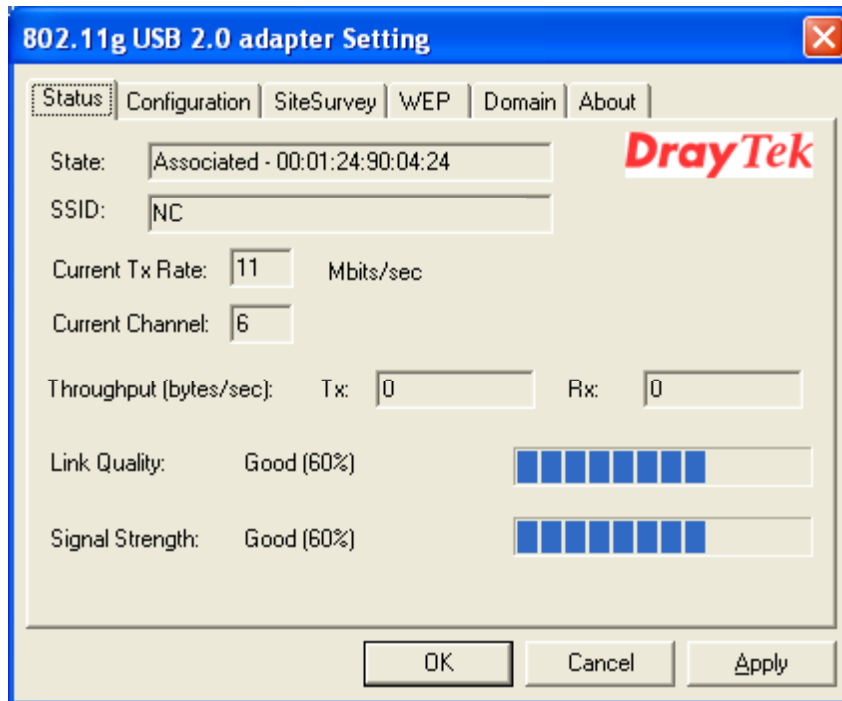 802.11g USB 2.0 adapter Setting
Status Configuration SiteSurvey WEP Domain About
DrayTek
State: Associated - 00:01:24:90:04:24
SSID: NC
Current Tx Rate: 11 Mbits/sec
Current Channel: 6
Throughput (bytes/sec): Tx: 0 Rx: 0
Link Quality: Good (60%)
Signal Strength: Good (60%)
OK Cancel Apply